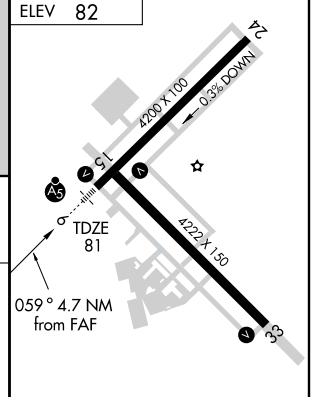 ELEV 82
24
0.3% DOWN
4200 X 100
15
V
V
A5
TDZE
81
4222 X 150
059° 4.7 NM
from FAF
V
33